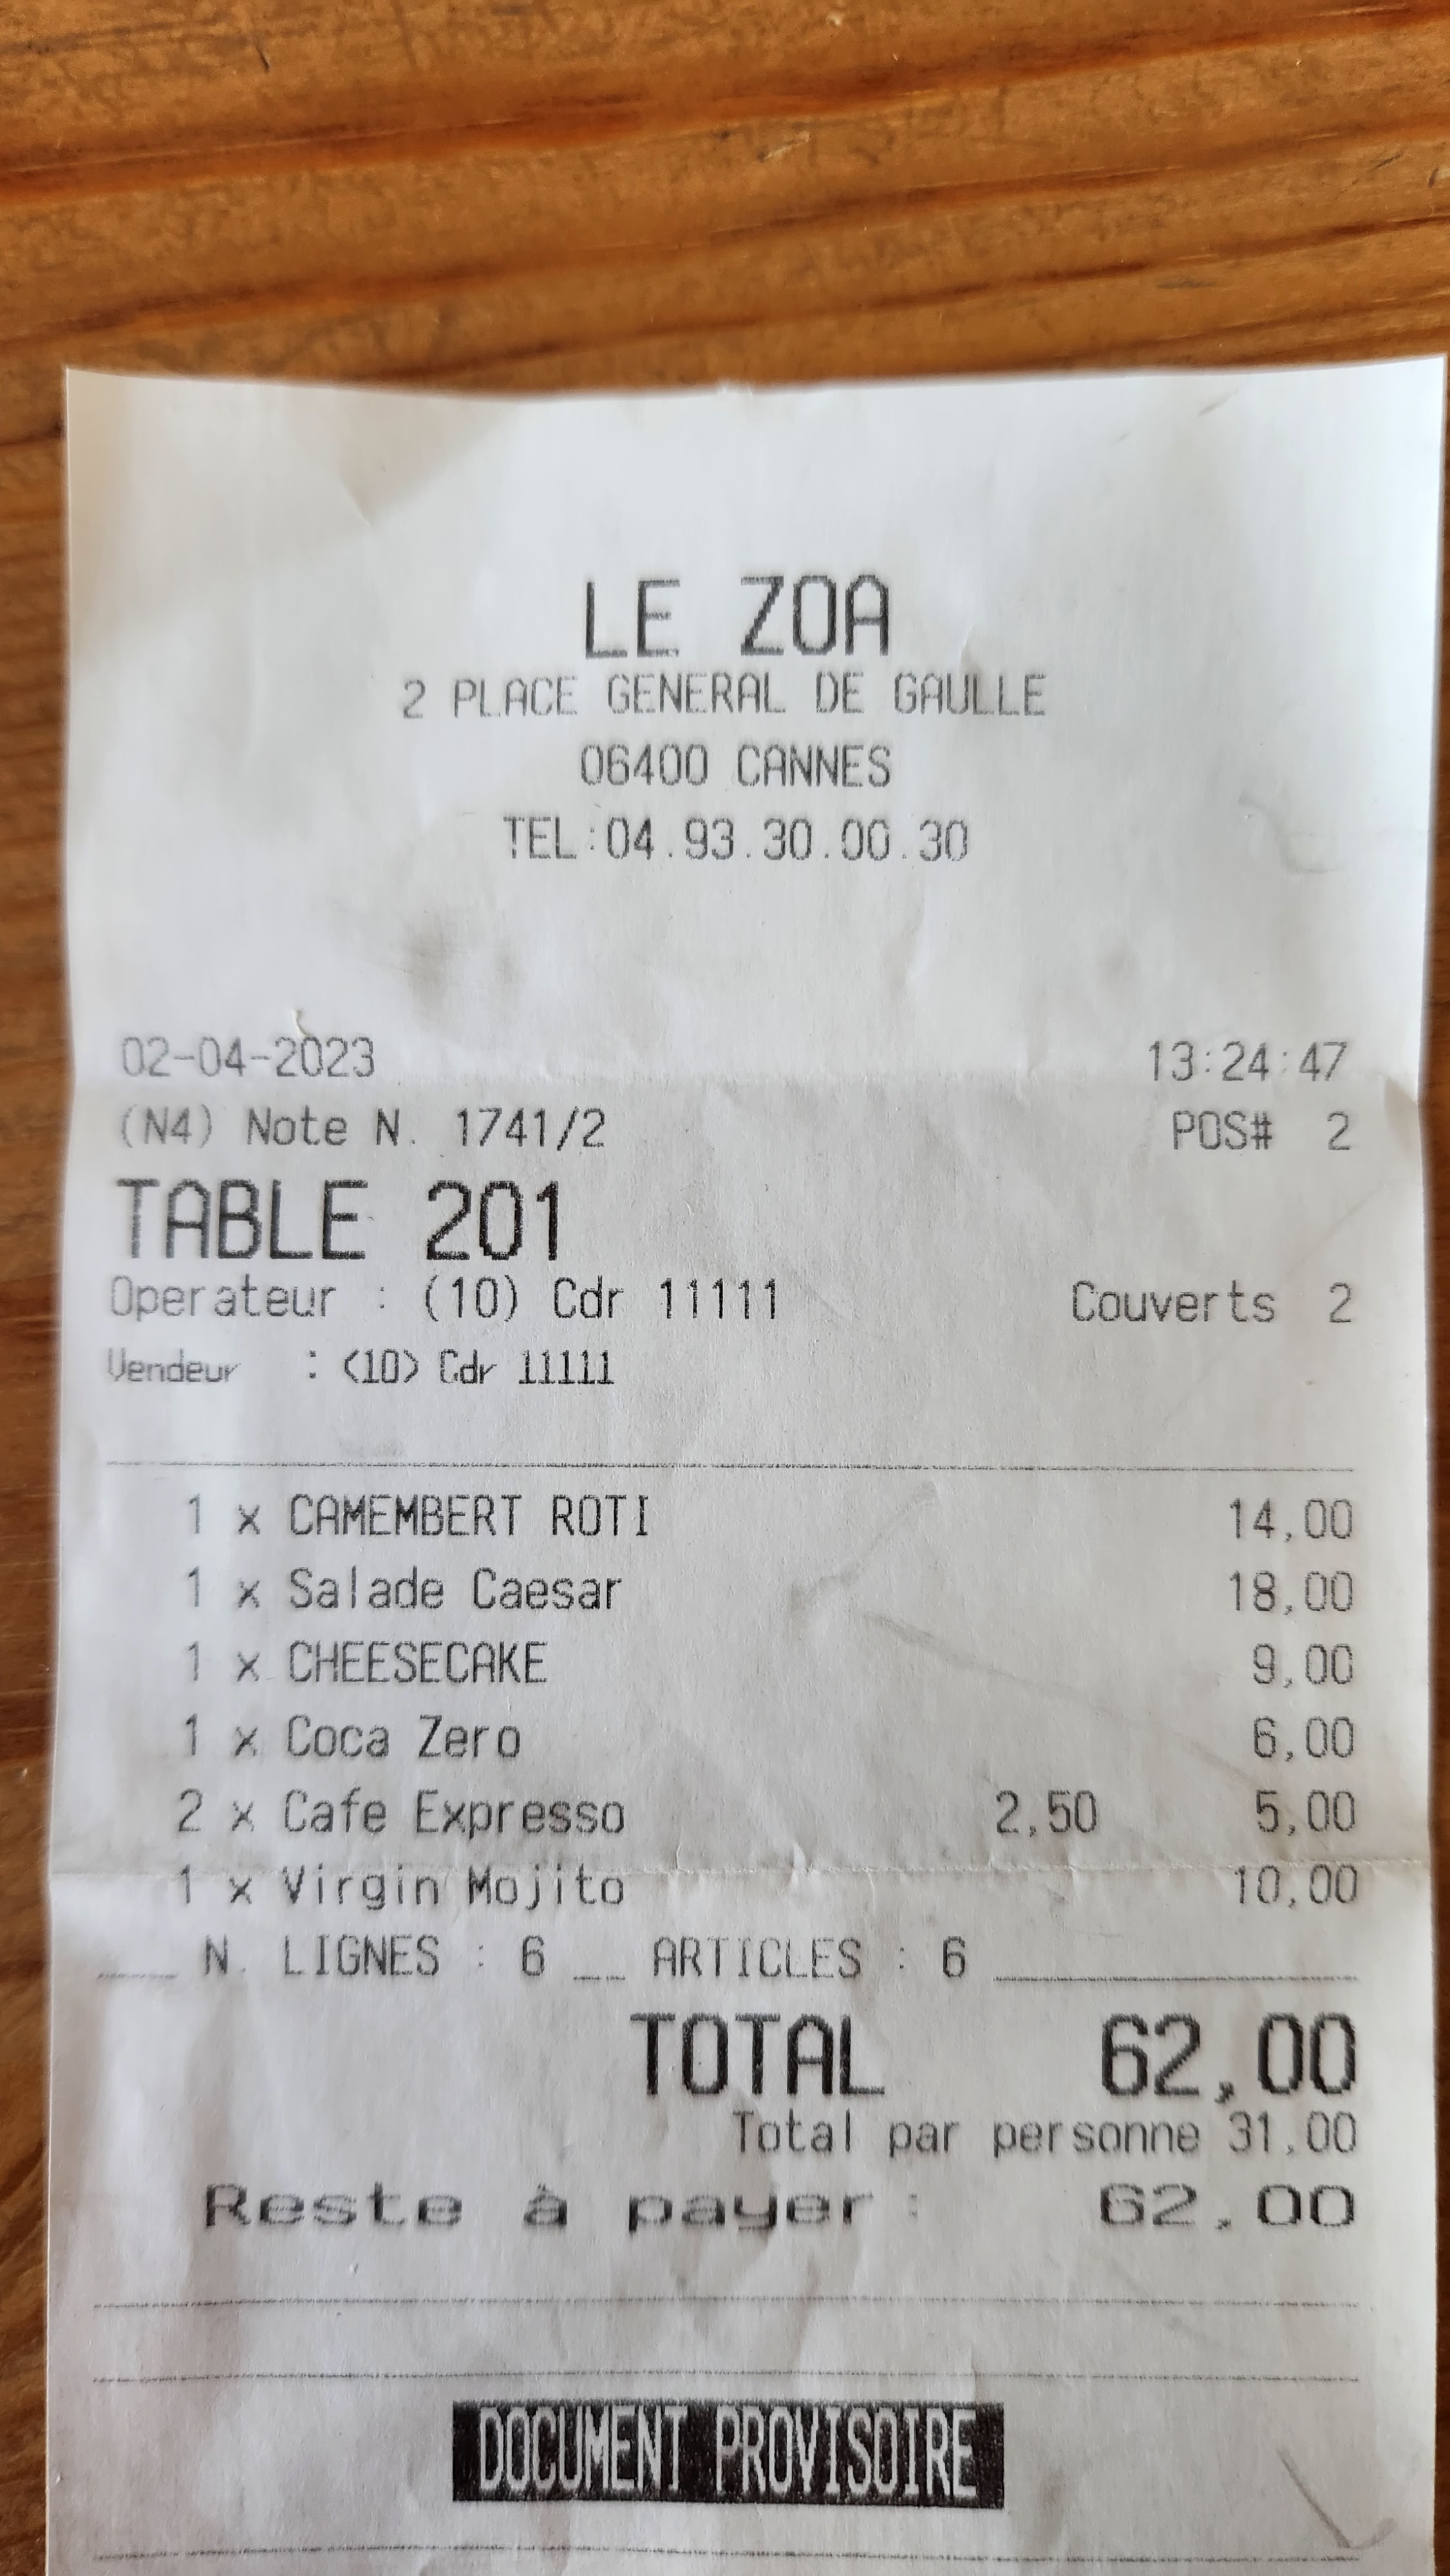 LE ZOA
2 PLACE GENERAL DE GAULLE
06400 CANNES
TEL:04.93.30.00.30
02-04-2023 13:24:47
(N4) Note N. 1741/2 POS# 2
TABLE 201
Operateur : (10) Cdr 11111 Couverts 2
Vendeur : (10) Cdr 11111
1 x CAMEMBERT ROTI 14,00
1 x Salade Caesar 18,00
1 x CHEESECAKE 9,00
1 x Coca Zero 6,00
2 x Cafe Expresso 2,50 5,00
1 x Virgin Mojito 10,00
N. LIGNES : 6 __ ARTICLES : 6
TOTAL 62,00
Total par personne 31,00
Reste à payer: 62,00
DOCUMENT PROVISOIRE